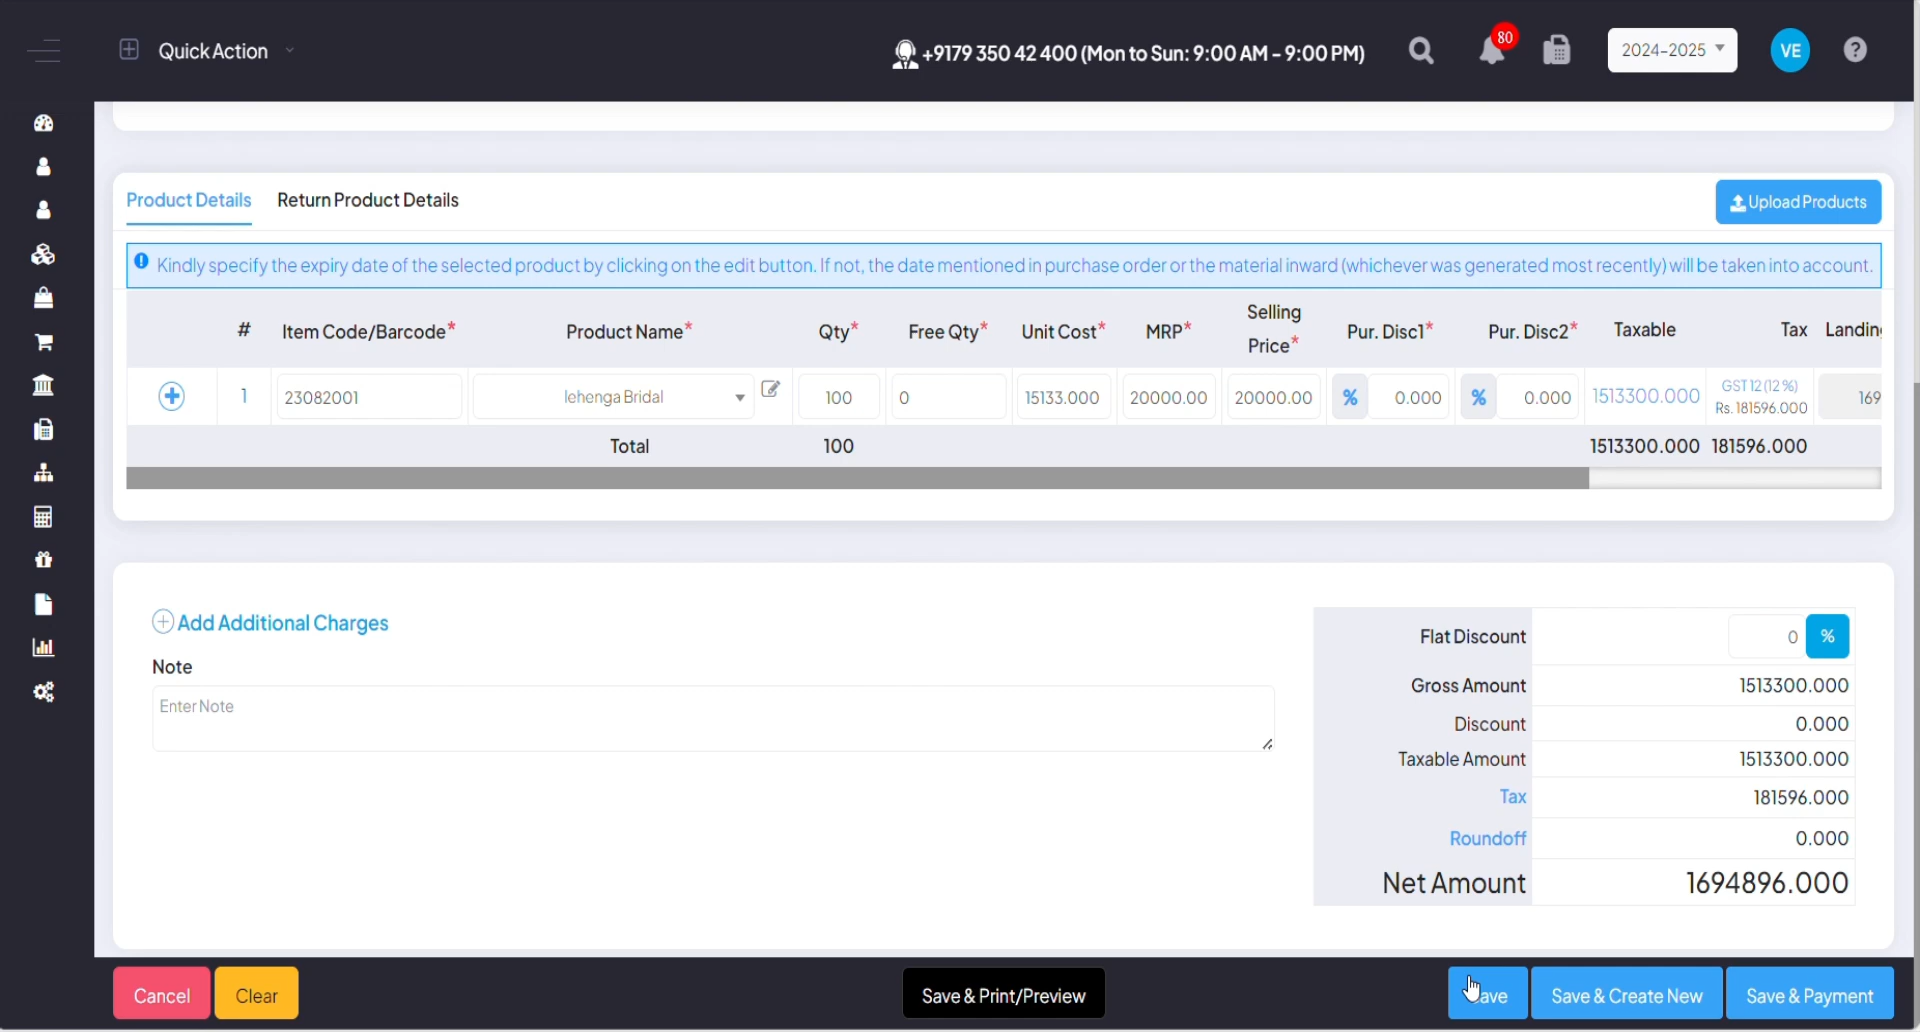 Quick Action
+9179 350 42 400 (Mon to Sun: 9:00 AM - 9:00 PM)
80
2024-2025
VE
?
Product Details
Return Product Details
Upload Products
Kindly specify the expiry date of the selected product by clicking on the edit button. If not, the date mentioned in purchase order or the material inward (whichever was generated most recently) will be taken into account.
# Item Code/Barcode* Product Name* Qty* Free Qty* Unit Cost* MRP* Selling Price* Pur. Disc1* Pur. Disc2* Taxable Tax Landin
1 23082001 lehenga Bridal 100 0 15133.000 20000.00 20000.00 % 0.000 % 0.000 1513300.000 GST 12 (12 %) Rs. 181596.000 169
Total 100 1513300.000 181596.000
Add Additional Charges
Note
Enter Note
Flat Discount 0 %
Gross Amount 1513300.000
Discount 0.000
Taxable Amount 1513300.000
Tax 181596.000
Roundoff 0.000
Net Amount 1694896.000
Cancel
Clear
Save & Print/Preview
ave
Save & Create New
Save & Payment